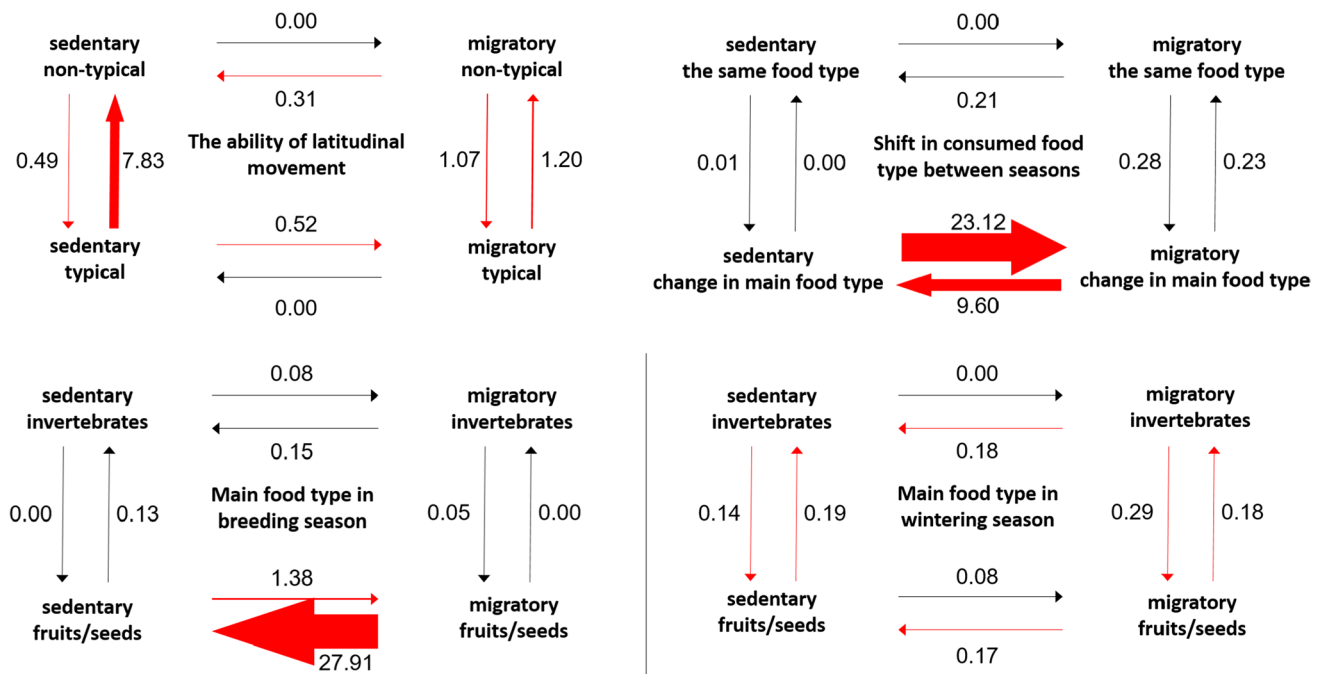 0.00
sedentary
non-typical
migratory
non-typical
0.31
0.49
7.83
The ability of latitudinal
movement
1.07
1.20
0.52
sedentary
typical
migratory
typical
0.00
0.00
sedentary
the same food type
migratory
the same food type
0.21
0.01
0.00
Shift in consumed food
type between seasons
0.28
0.23
23.12
sedentary
change in main food type
migratory
change in main food type
9.60
0.08
sedentary
invertebrates
migratory
invertebrates
0.15
0.00
0.13
Main food type in
breeding season
0.05
0.00
1.38
sedentary
fruits/seeds
migratory
fruits/seeds
27.91
0.00
sedentary
invertebrates
migratory
invertebrates
0.18
0.14
0.19
Main food type in
wintering season
0.29
0.18
0.08
sedentary
fruits/seeds
migratory
fruits/seeds
0.17